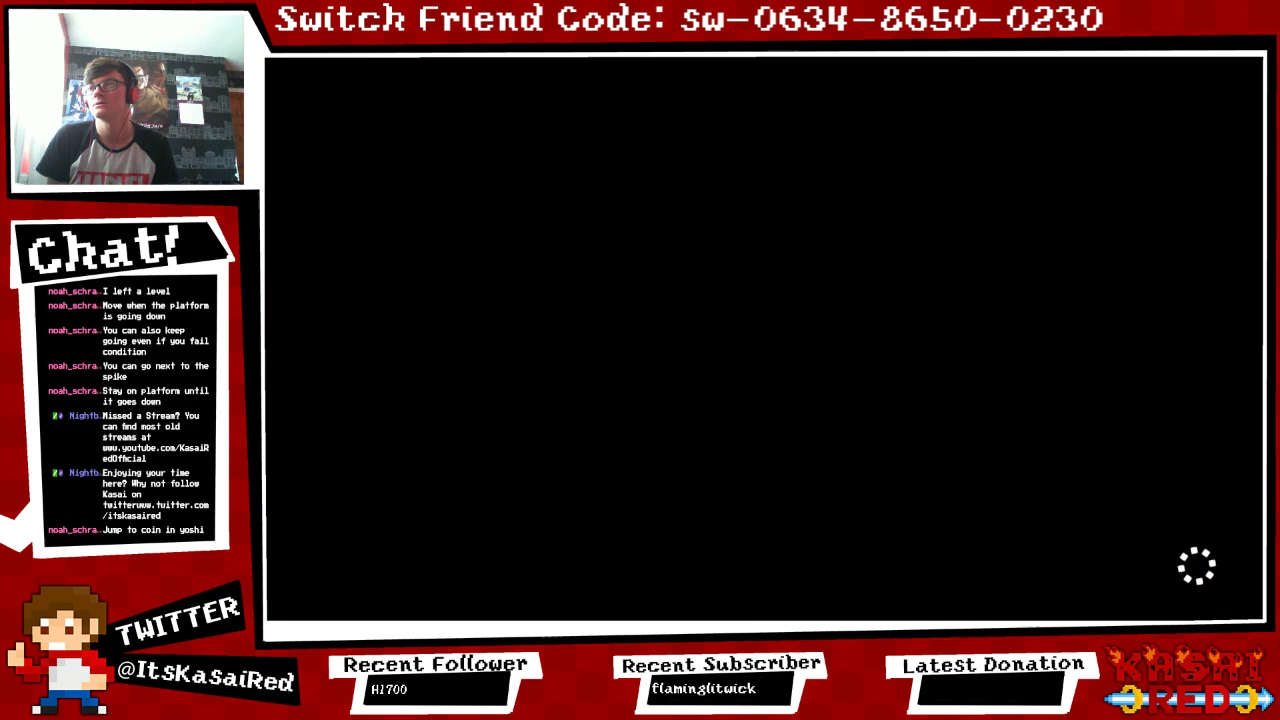 Switch Friend Code: sw-0634-8650-0230
Chat!
noah_schra.. I left a level
noah_schra.. Move when the platform
is going down
noah_schra.. You can also keep
going even if you fail
condition
noah_schra.. You can go next to the
spike
noah_schra.. Stay on platform until
it goes down
Nightb.. Missed a Stream? You
can find most old
streams at
www.youtube.com/KasaiR
edOfficial
Nightb.. Enjoying your time
here? Why not follow
Kasai on
twitterwww.twitter.com
/itskasaired
noah_schra.. Jump to coin in yoshi
TWITTER
@ItsKasaiRed
Recent Follower
A1700
Recent Subscriber
flaminglitwick
Latest Donation
KASAI
RED